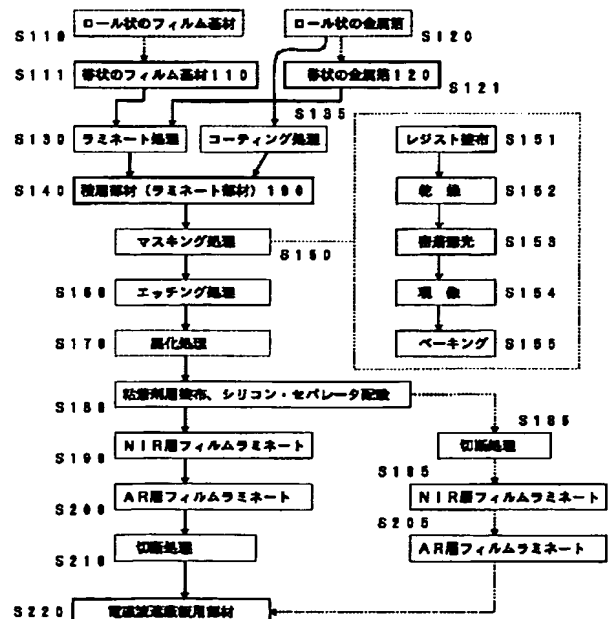 S110 ロール状のフィルム基材
ロール状の金属箔 S120
S111 帯状のフィルム基材110
帯状の金属箔120 S121
S130 ラミネート処理
S135 コーティング処理
S140 積層部材(ラミネート部材)190
マスキング処理 S150
レジスト塗布 S151
乾燥 S152
密着露光 S153
現像 S154
ベーキング S155
S160 エッチング処理
S170 黒化処理
S180 粘着剤層塗布、シリコン・セパレータ配設
S190 NIR層フィルムラミネート
S200 AR層フィルムラミネート
S210 切断処理
S185 切断処理
S195 NIR層フィルムラミネート
S205 AR層フィルムラミネート
S220 電磁波遮蔽板用部材